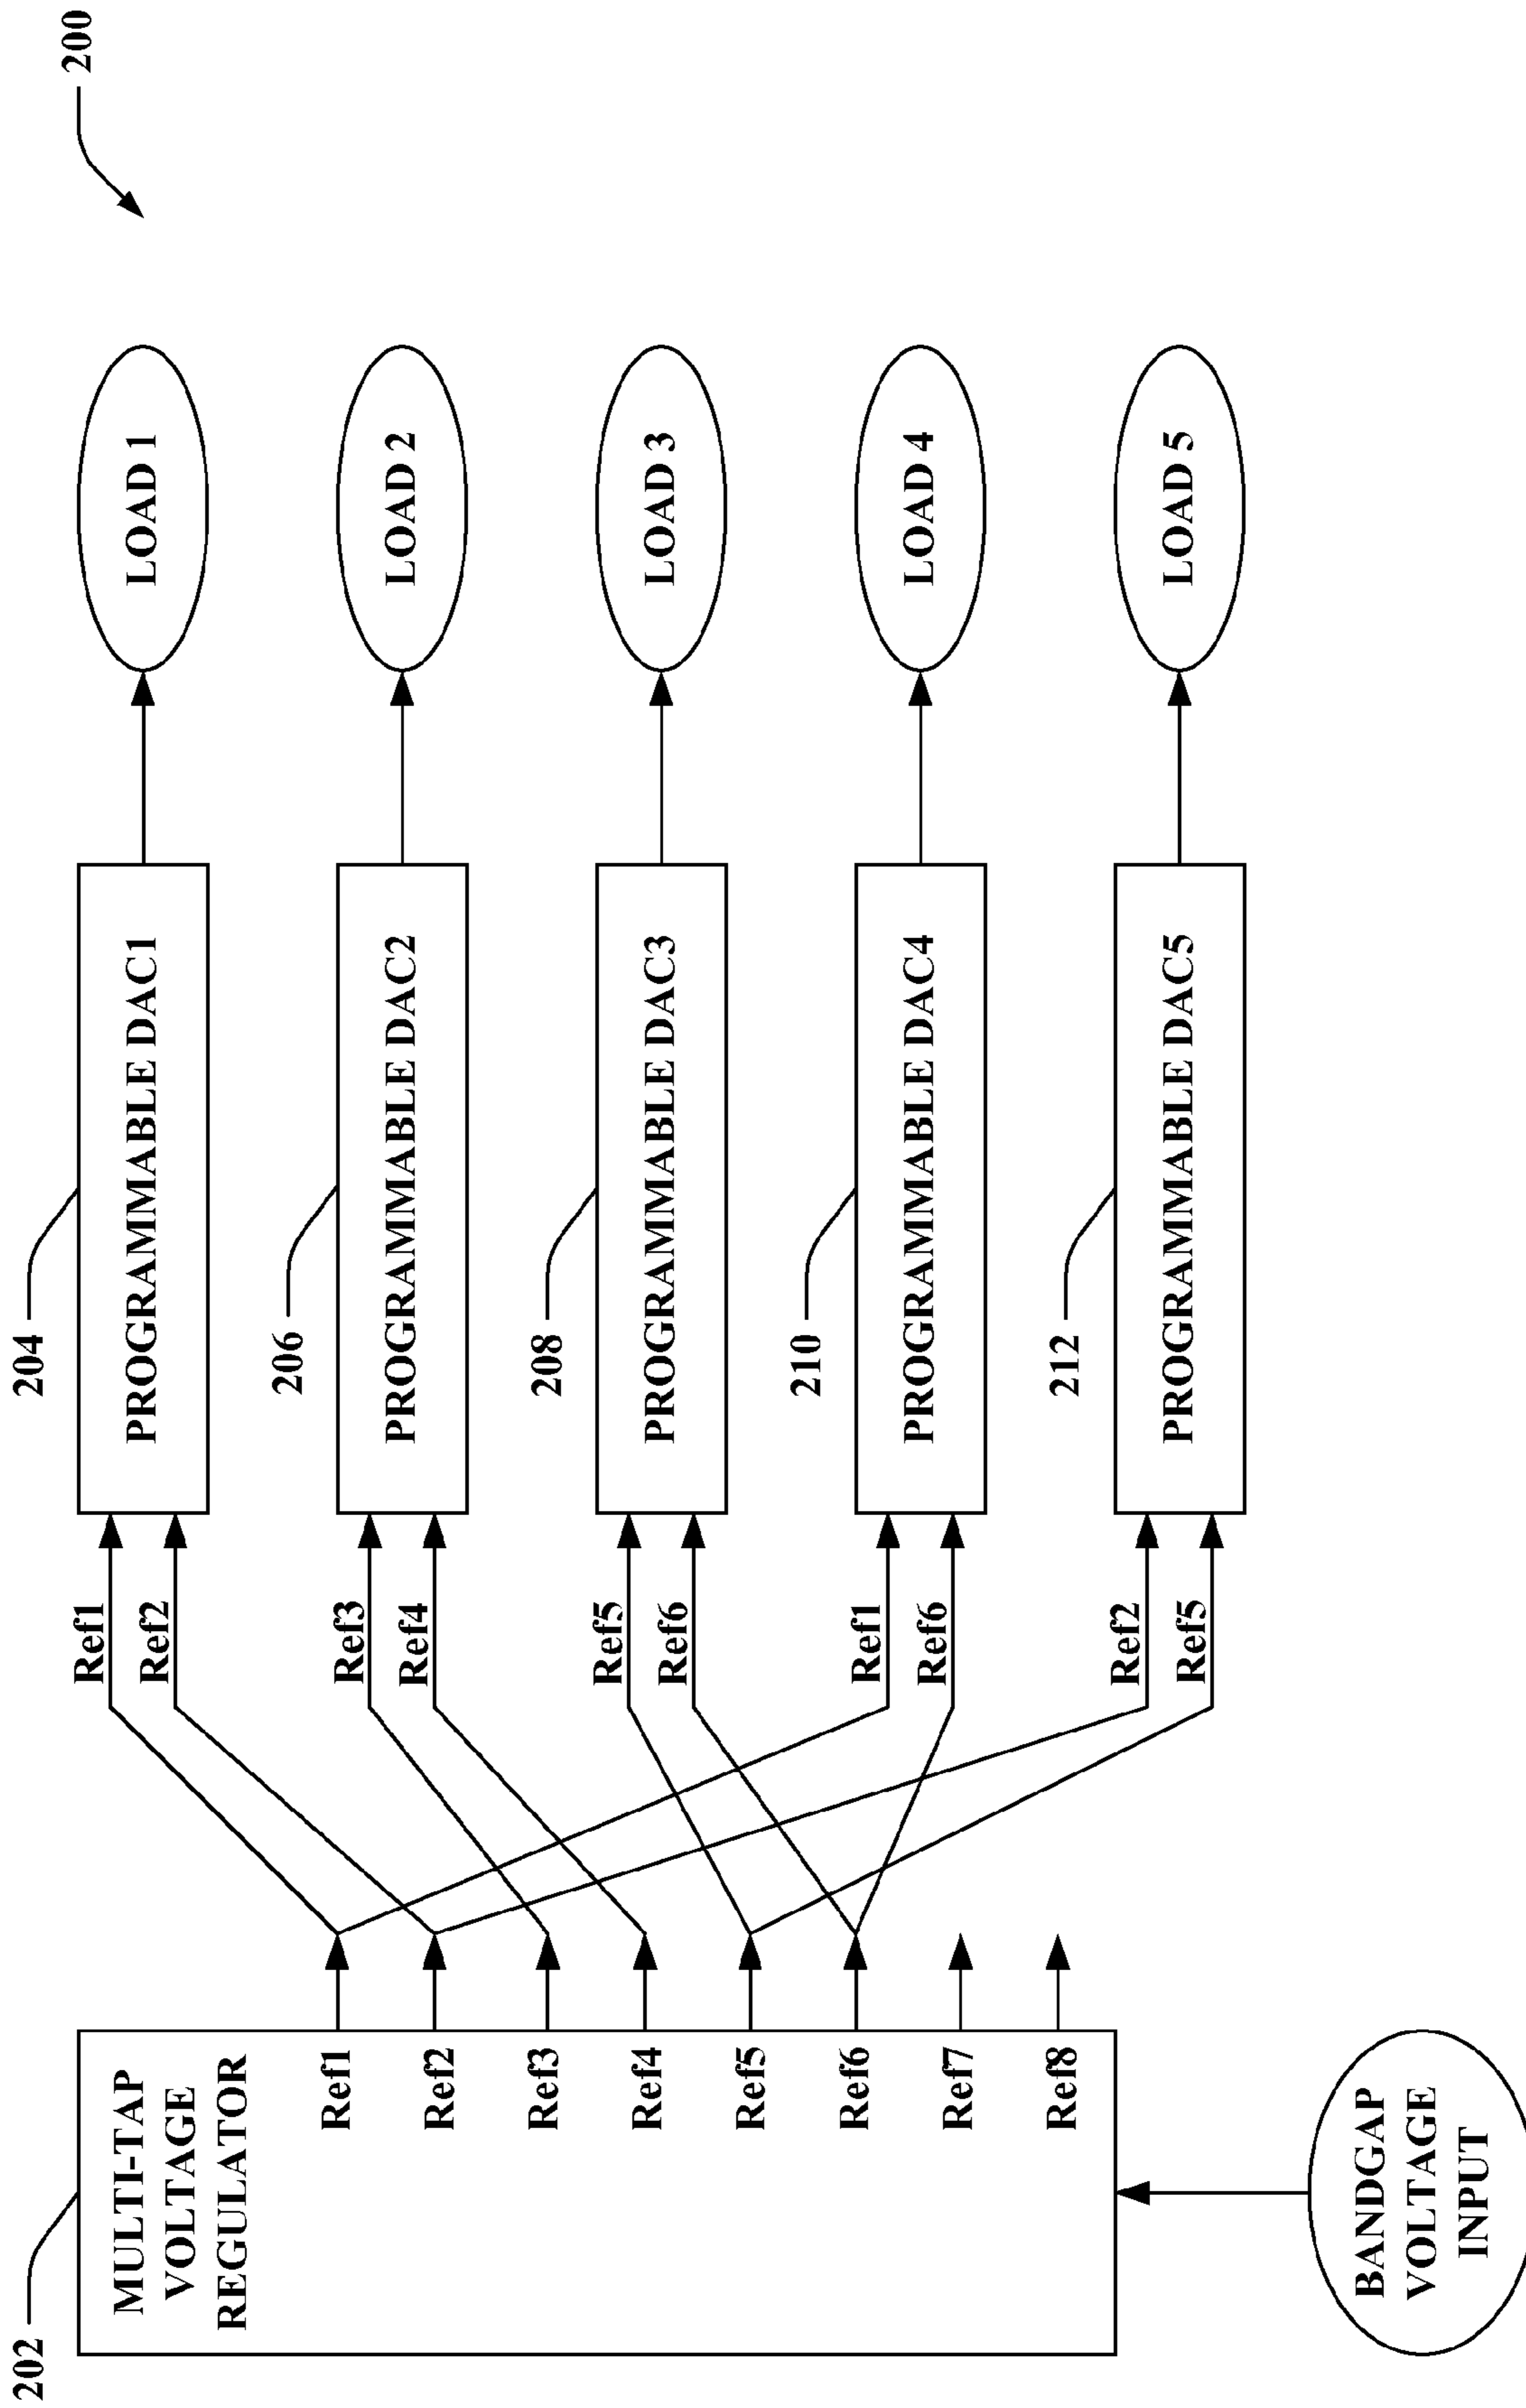 200
202
MULTI-TAP
VOLTAGE
REGULATOR
Ref1
Ref2
Ref3
Ref4
Ref5
Ref6
Ref7
Ref8
BANDGAP
VOLTAGE
INPUT
Ref1
Ref2
204
PROGRAMMABLE DAC1
LOAD 1
Ref3
Ref4
206
PROGRAMMABLE DAC2
LOAD 2
Ref5
Ref6
208
PROGRAMMABLE DAC3
LOAD 3
Ref1
Ref6
210
PROGRAMMABLE DAC4
LOAD 4
Ref2
Ref5
212
PROGRAMMABLE DAC5
LOAD 5